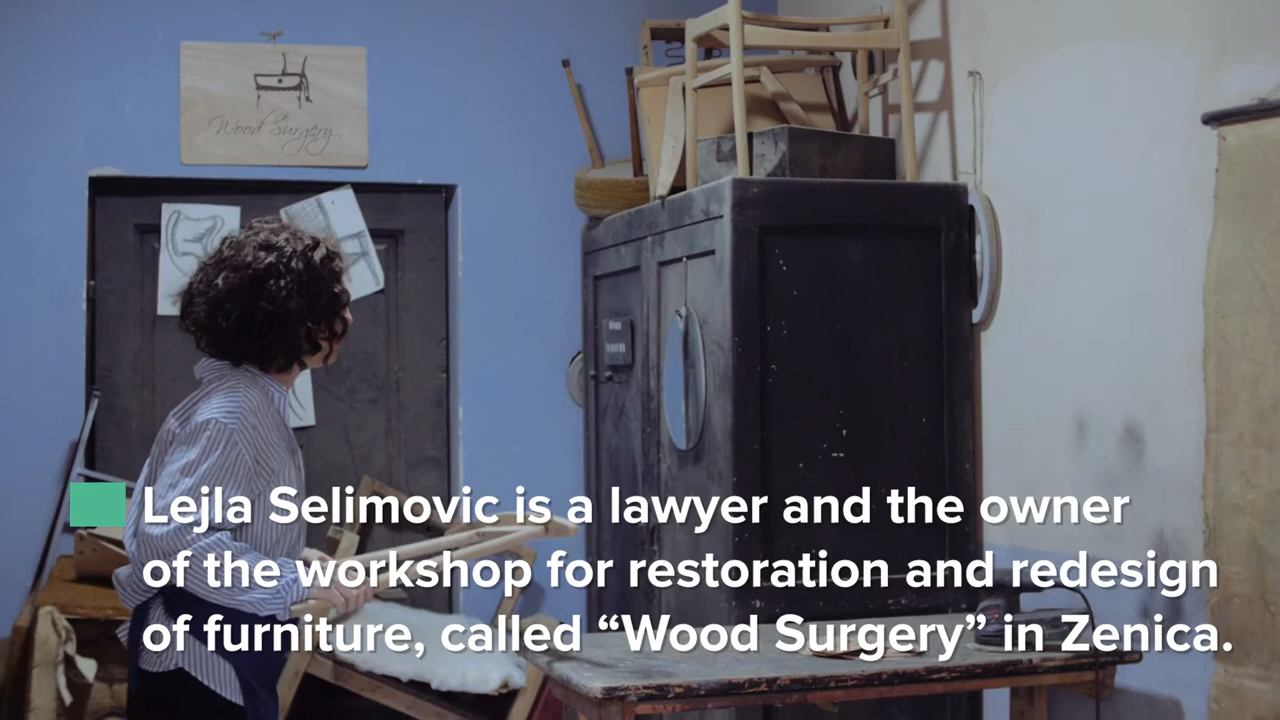 Wood Surgery
Lejla Selimovic is a lawyer and the owner
of the workshop for restoration and redesign
of furniture, called “Wood Surgery” in Zenica.